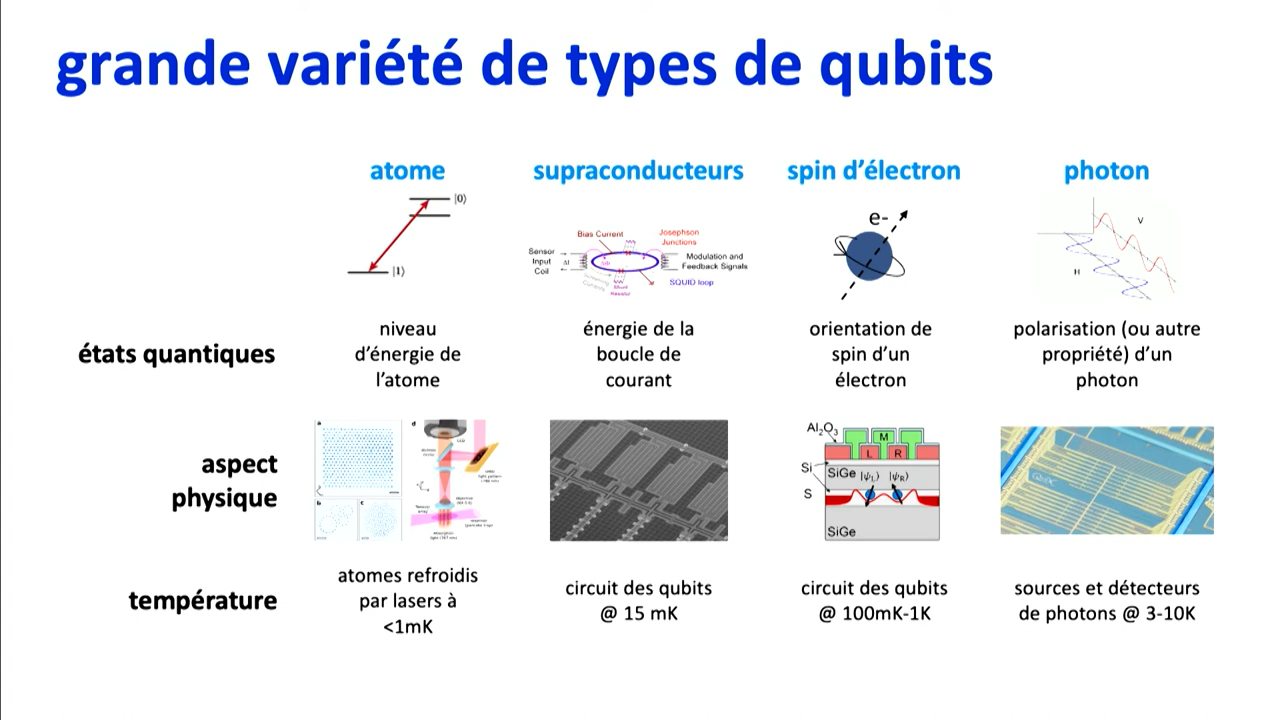 grande variété de types de qubits
atome
supraconducteurs
spin d’électron
photon
|0⟩
|1⟩
Bias Current
Josephson
Junctions
Sensor
Input
Coil
Modulation and
Feedback Signals
SQUID loop
e-
V
H
états quantiques
niveau
d’énergie de
l’atome
énergie de la
boucle de
courant
orientation de
spin d’un
électron
polarisation (ou autre
propriété) d’un
photon
aspect
physique
a
b
c
d
Al₂O₃
M
L
R
Si
SiGe
|ψL⟩
|ψR⟩
S
SiGe
température
atomes refroidis
par lasers à
<1mK
circuit des qubits
@ 15 mK
circuit des qubits
@ 100mK-1K
sources et détecteurs
de photons @ 3-10K